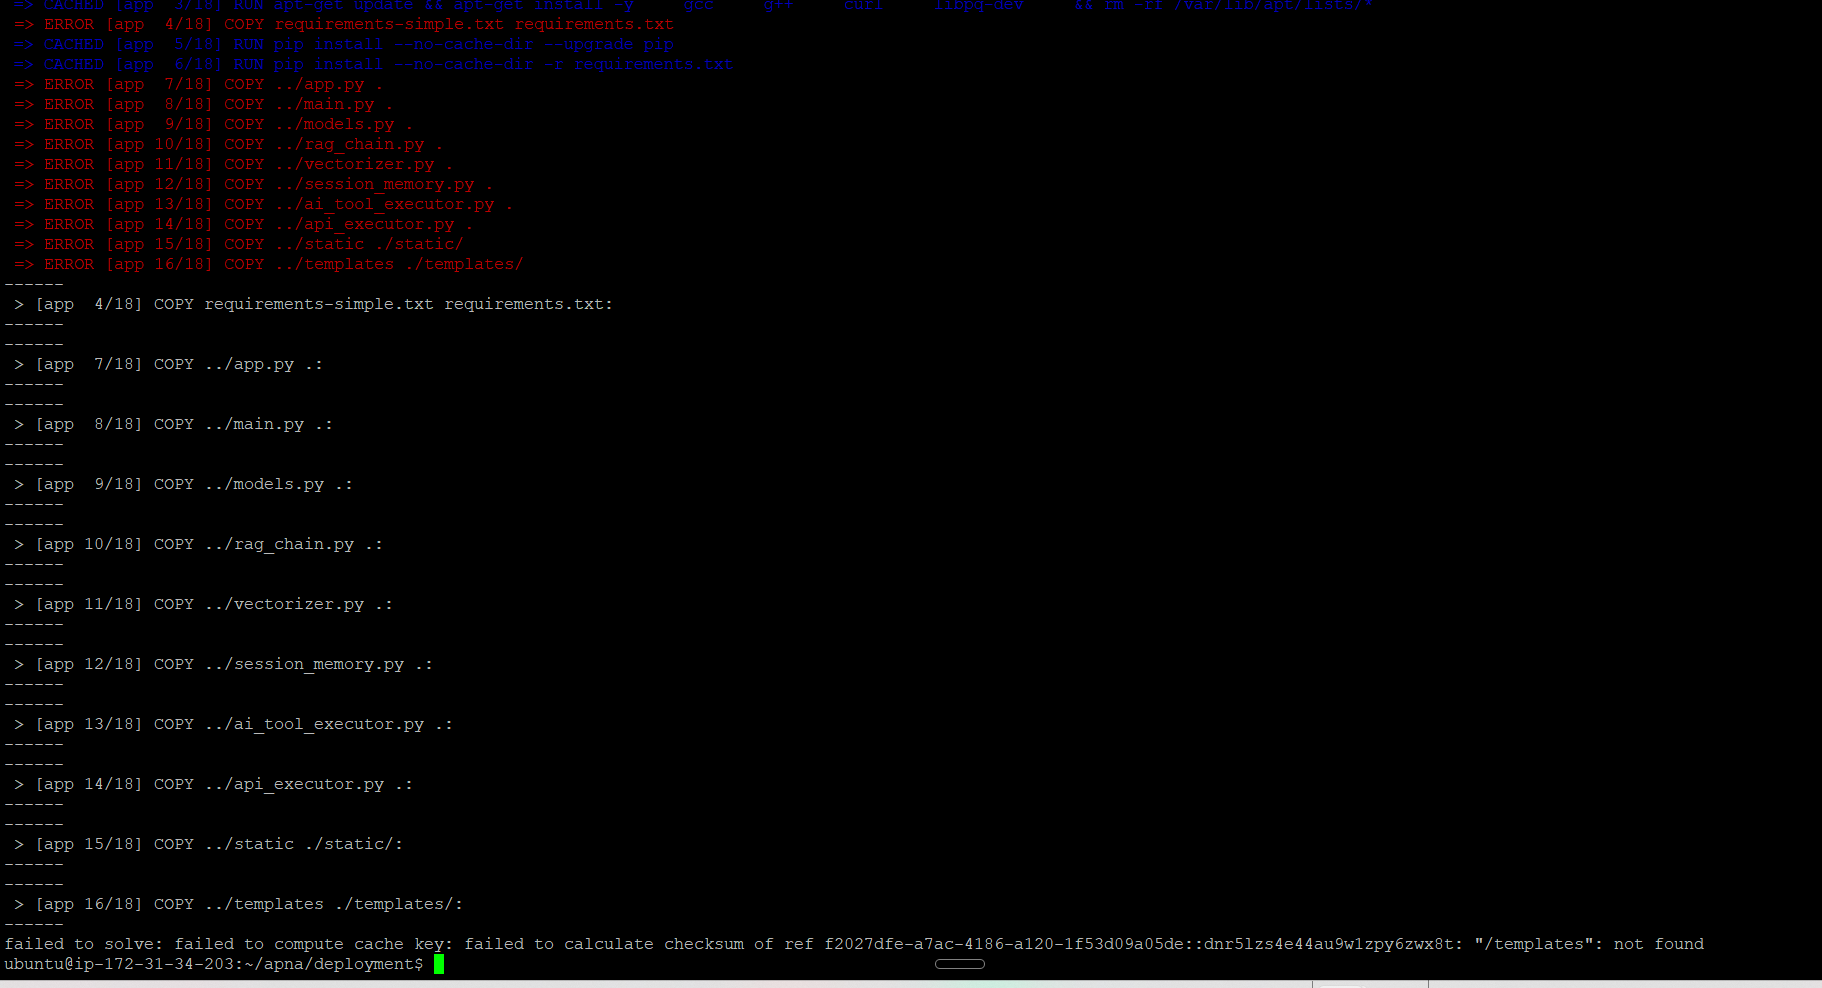 => CACHED [app  3/18] RUN apt-get update && apt-get install -y     gcc     g++     curl     libpq-dev     && rm -rf /var/lib/apt/lists/*
=> ERROR [app  4/18] COPY requirements-simple.txt requirements.txt
=> CACHED [app  5/18] RUN pip install --no-cache-dir --upgrade pip
=> CACHED [app  6/18] RUN pip install --no-cache-dir -r requirements.txt
=> ERROR [app  7/18] COPY ../app.py .
=> ERROR [app  8/18] COPY ../main.py .
=> ERROR [app  9/18] COPY ../models.py .
=> ERROR [app 10/18] COPY ../rag_chain.py .
=> ERROR [app 11/18] COPY ../vectorizer.py .
=> ERROR [app 12/18] COPY ../session_memory.py .
=> ERROR [app 13/18] COPY ../ai_tool_executor.py .
=> ERROR [app 14/18] COPY ../api_executor.py .
=> ERROR [app 15/18] COPY ../static ./static/
=> ERROR [app 16/18] COPY ../templates ./templates/
------
> [app  4/18] COPY requirements-simple.txt requirements.txt:
------
------
> [app  7/18] COPY ../app.py .:
------
------
> [app  8/18] COPY ../main.py .:
------
------
> [app  9/18] COPY ../models.py .:
------
------
> [app 10/18] COPY ../rag_chain.py .:
------
------
> [app 11/18] COPY ../vectorizer.py .:
------
------
> [app 12/18] COPY ../session_memory.py .:
------
------
> [app 13/18] COPY ../ai_tool_executor.py .:
------
------
> [app 14/18] COPY ../api_executor.py .:
------
------
> [app 15/18] COPY ../static ./static/:
------
------
> [app 16/18] COPY ../templates ./templates/:
------
failed to solve: failed to compute cache key: failed to calculate checksum of ref f2027dfe-a7ac-4186-a120-1f53d09a05de::dnr5lzs4e44au9w1zpy6zwx8t: "/templates": not found
ubuntu@ip-172-31-34-203:~/apna/deployment$